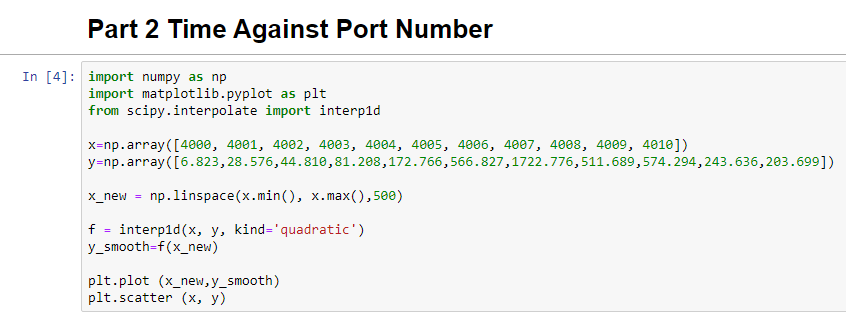 Part 2 Time Against Port Number
In [4]:
import numpy as np
import matplotlib.pyplot as plt
from scipy.interpolate import interp1d
x=np.array([4000, 4001, 4002, 4003, 4004, 4005, 4006, 4007, 4008, 4009, 4010])
y=np.array([6.823,28.576,44.810,81.208,172.766,566.827,1722.776,511.689,574.294,243.636,203.699])
x_new = np.linspace(x.min(), x.max(),500)
f = interp1d(x, y, kind='quadratic')
y_smooth=f(x_new)
plt.plot (x_new,y_smooth)
plt.scatter (x, y)